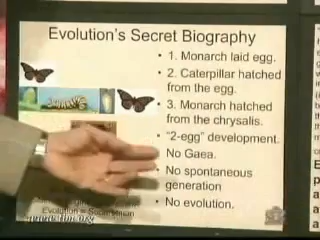 Evolution's Secret Biography
• 1. Monarch laid egg.
• 2. Caterpillar hatched
from the egg.
• 3. Monarch hatched
from the chrysalis.
• "2-egg" development.
No Gaea.
No spontaneous
generation
• No evolution.
Evolution =